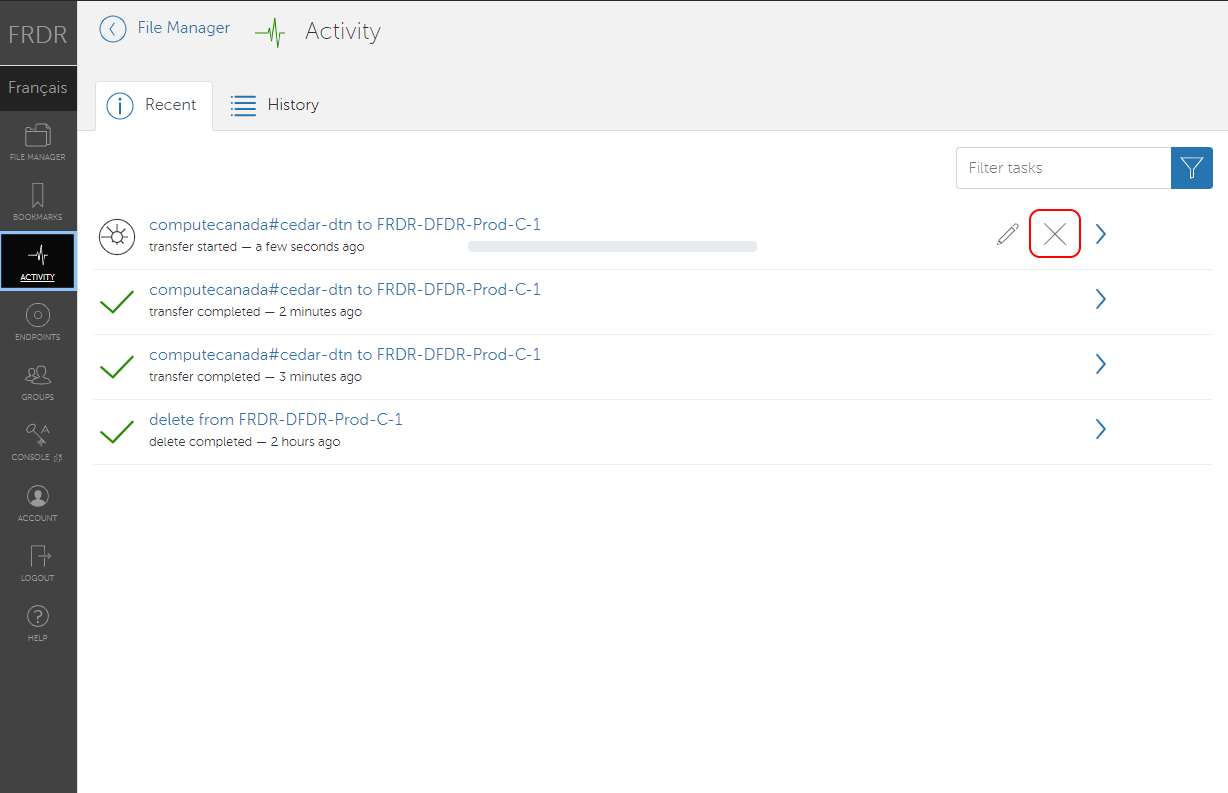 FRDR
Français
FILE MANAGER
BOOKMARKS
ACTIVITY
ENDPOINTS
GROUPS
CONSOLE
ACCOUNT
LOGOUT
HELP
File Manager
Activity
Recent
History
Filter tasks
computecanada#cedar-dtn to FRDR-DFDR-Prod-C-1
transfer started — a few seconds ago
computecanada#cedar-dtn to FRDR-DFDR-Prod-C-1
transfer completed — 2 minutes ago
computecanada#cedar-dtn to FRDR-DFDR-Prod-C-1
transfer completed — 3 minutes ago
delete from FRDR-DFDR-Prod-C-1
delete completed — 2 hours ago